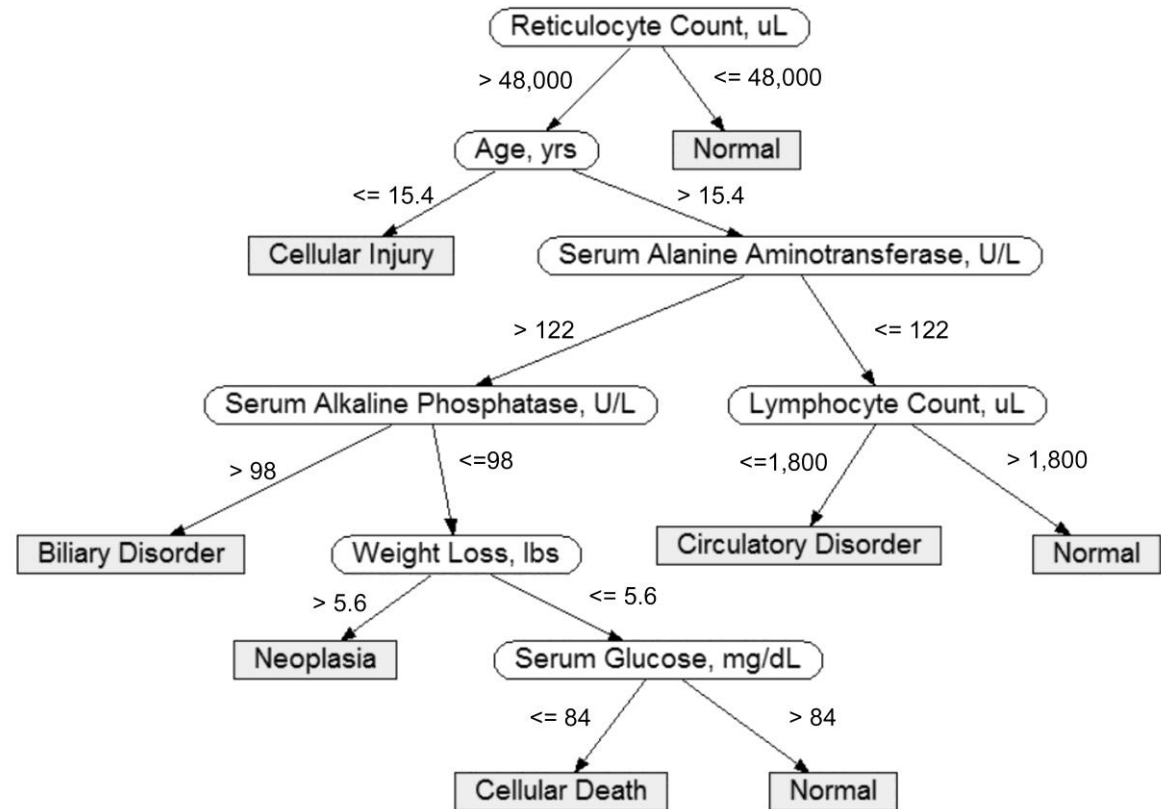 Reticulocyte Count, uL
> 48,000
<= 48,000
Age, yrs
Normal
<= 15.4
> 15.4
Cellular Injury
Serum Alanine Aminotransferase, U/L
> 122
<= 122
Serum Alkaline Phosphatase, U/L
Lymphocyte Count, uL
> 98
<=98
<=1,800
> 1,800
Biliary Disorder
Weight Loss, lbs
Circulatory Disorder
Normal
> 5.6
<= 5.6
Neoplasia
Serum Glucose, mg/dL
<= 84
> 84
Cellular Death
Normal